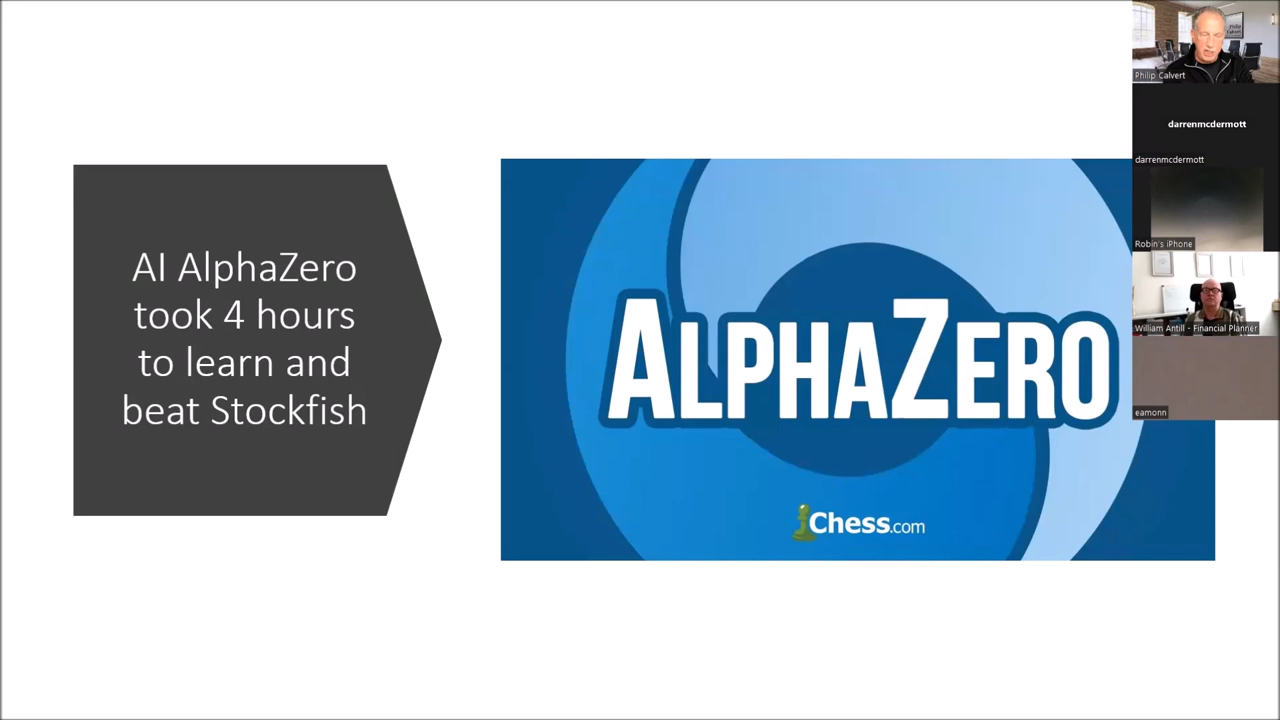 AI AlphaZero
took 4 hours
to learn and
beat Stockfish
ALPHAZERO
Chess.com
Philip Calvert
darrenmcdermott
darrenmcdermott
Robin's iPhone
William Antill - Financial Planner
eamonn